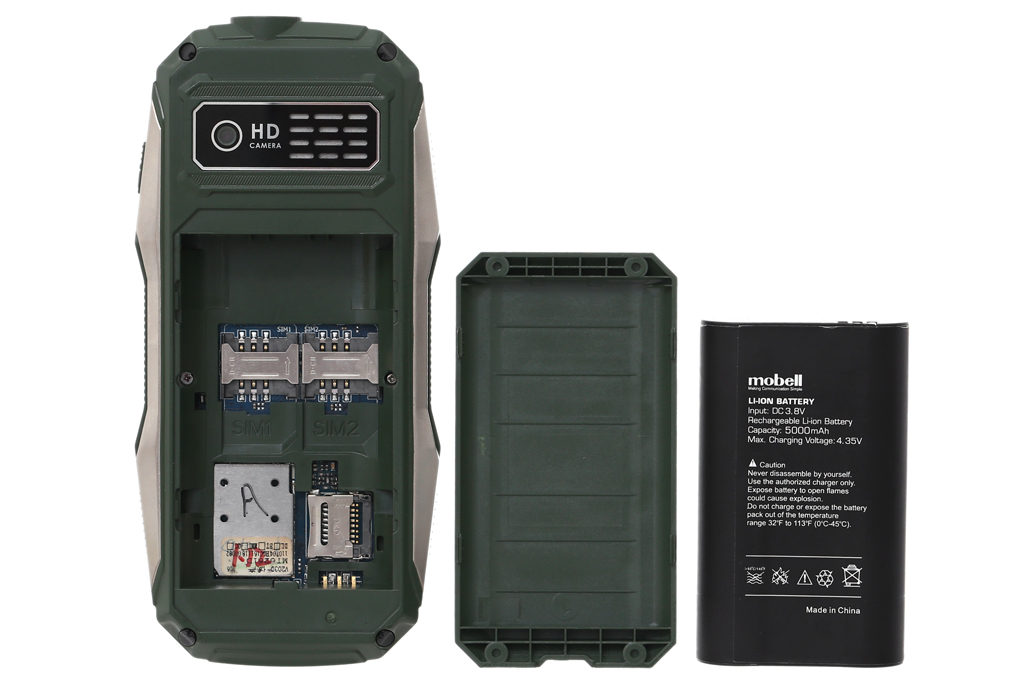 HD
CAMERA
SIM1 SIM2
SIM1 SIM2
A
mobell
Making Communication Simple
LI-ION BATTERY
Input: DC 3.8V
Rechargeable Li-ion Battery
Capacity: 5000mAh
Max. Charging Voltage: 4.35V
Caution
Never disassemble by yourself.
Use the authorized charger only.
Expose battery to open flames
could cause explosion.
Do not charge or expose the battery
pack out of the temperature
range 32°F to 113°F (0°C-45°C).
Made in China